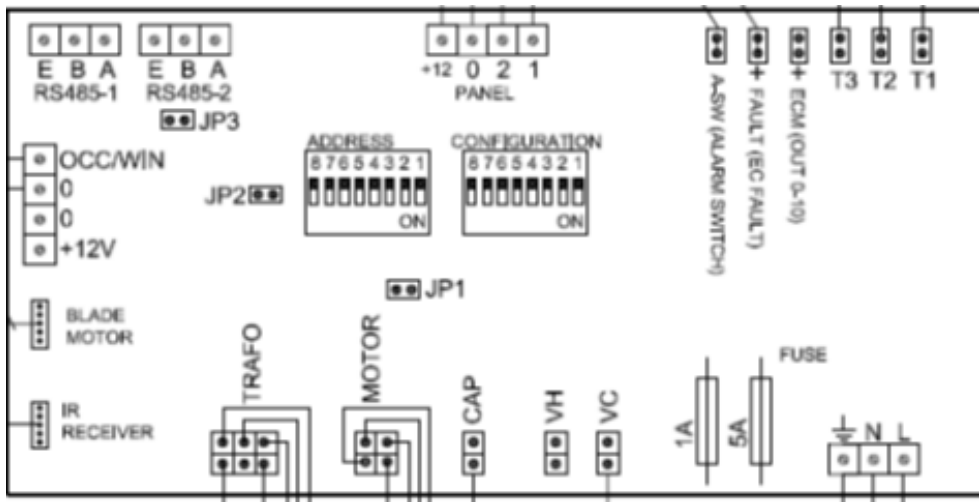 E B A
RS485-1
E B A
RS485-2
JP3
+12 0 2 1
PANEL
A-SW (ALARM SWITCH)
+ FAULT (EC FAULT)
+ ECM (OUT 0-10)
T3 T2 T1
OCC/WIN
0
0
+12V
JP2
ADDRESS
8 7 6 5 4 3 2 1
ON
CONFIGURATION
8 7 6 5 4 3 2 1
ON
JP1
BLADE
MOTOR
IR
RECEIVER
TRAFO
MOTOR
CAP
VH
VC
1A
5A
FUSE
N L